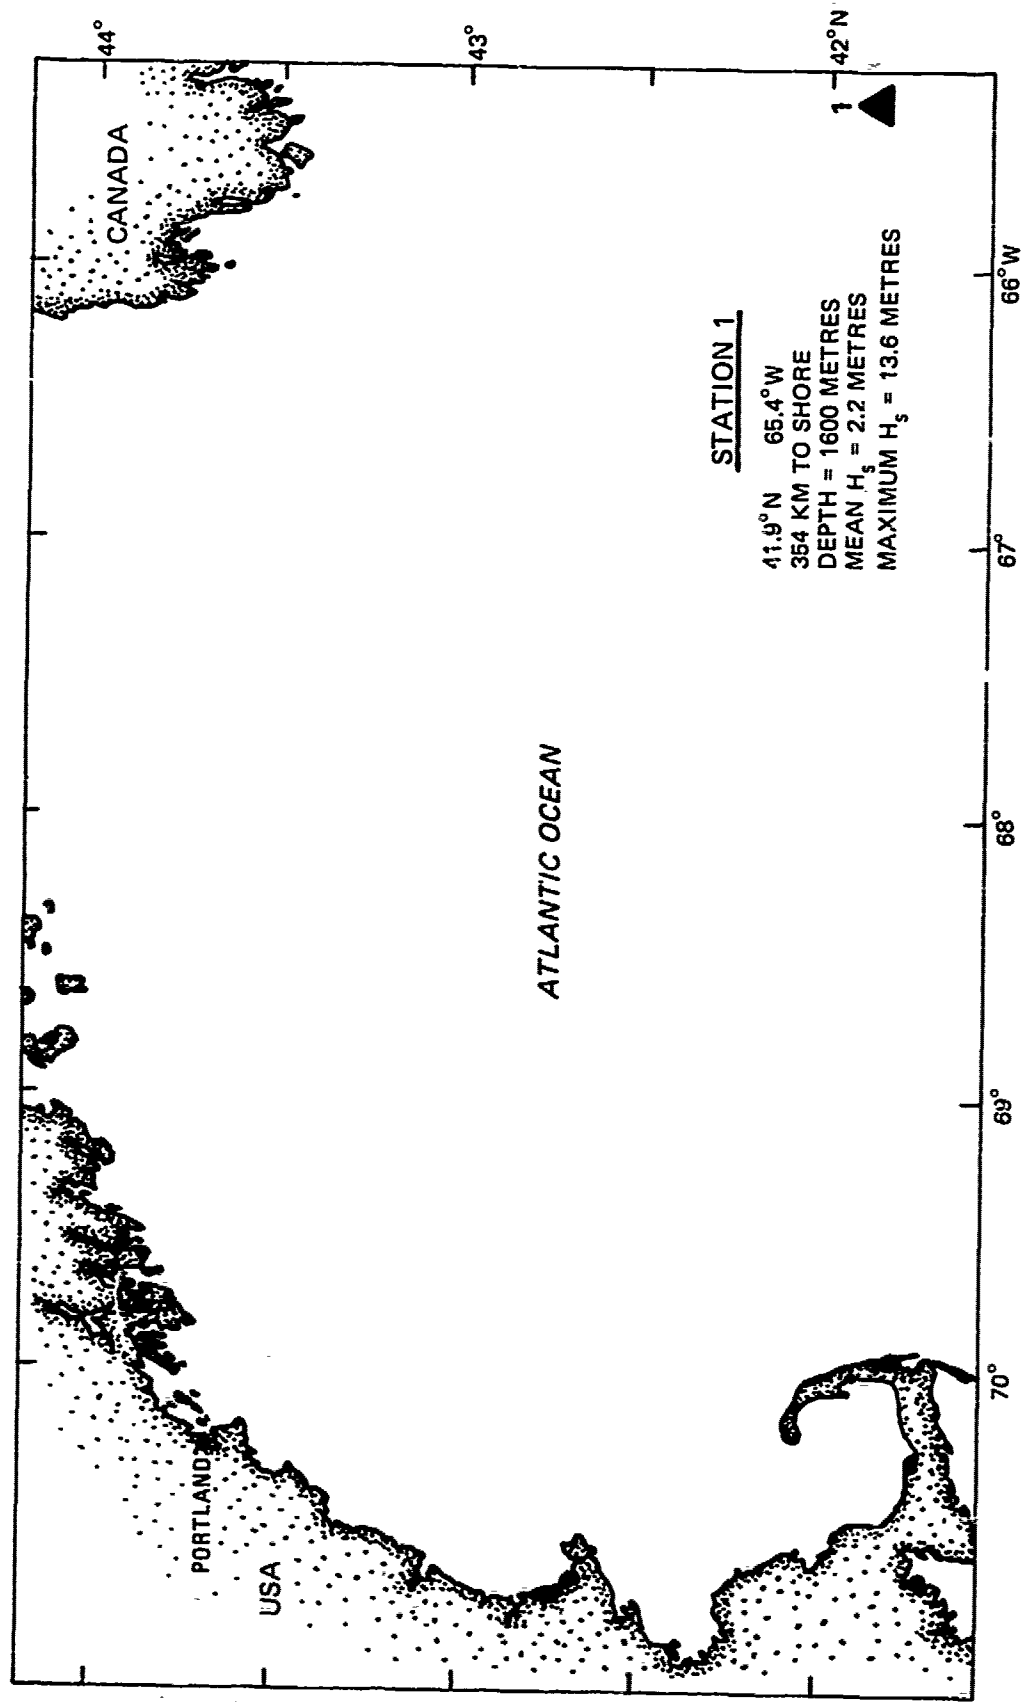 44°
43°
42°N
CANADA
1
STATION 1
41.9°N 65.4°W
354 KM TO SHORE
DEPTH = 1600 METRES
MEAN Hs = 2.2 METRES
MAXIMUM Hs = 13.6 METRES
ATLANTIC OCEAN
PORTLAND
USA
70°
69°
68°
67°
66°W